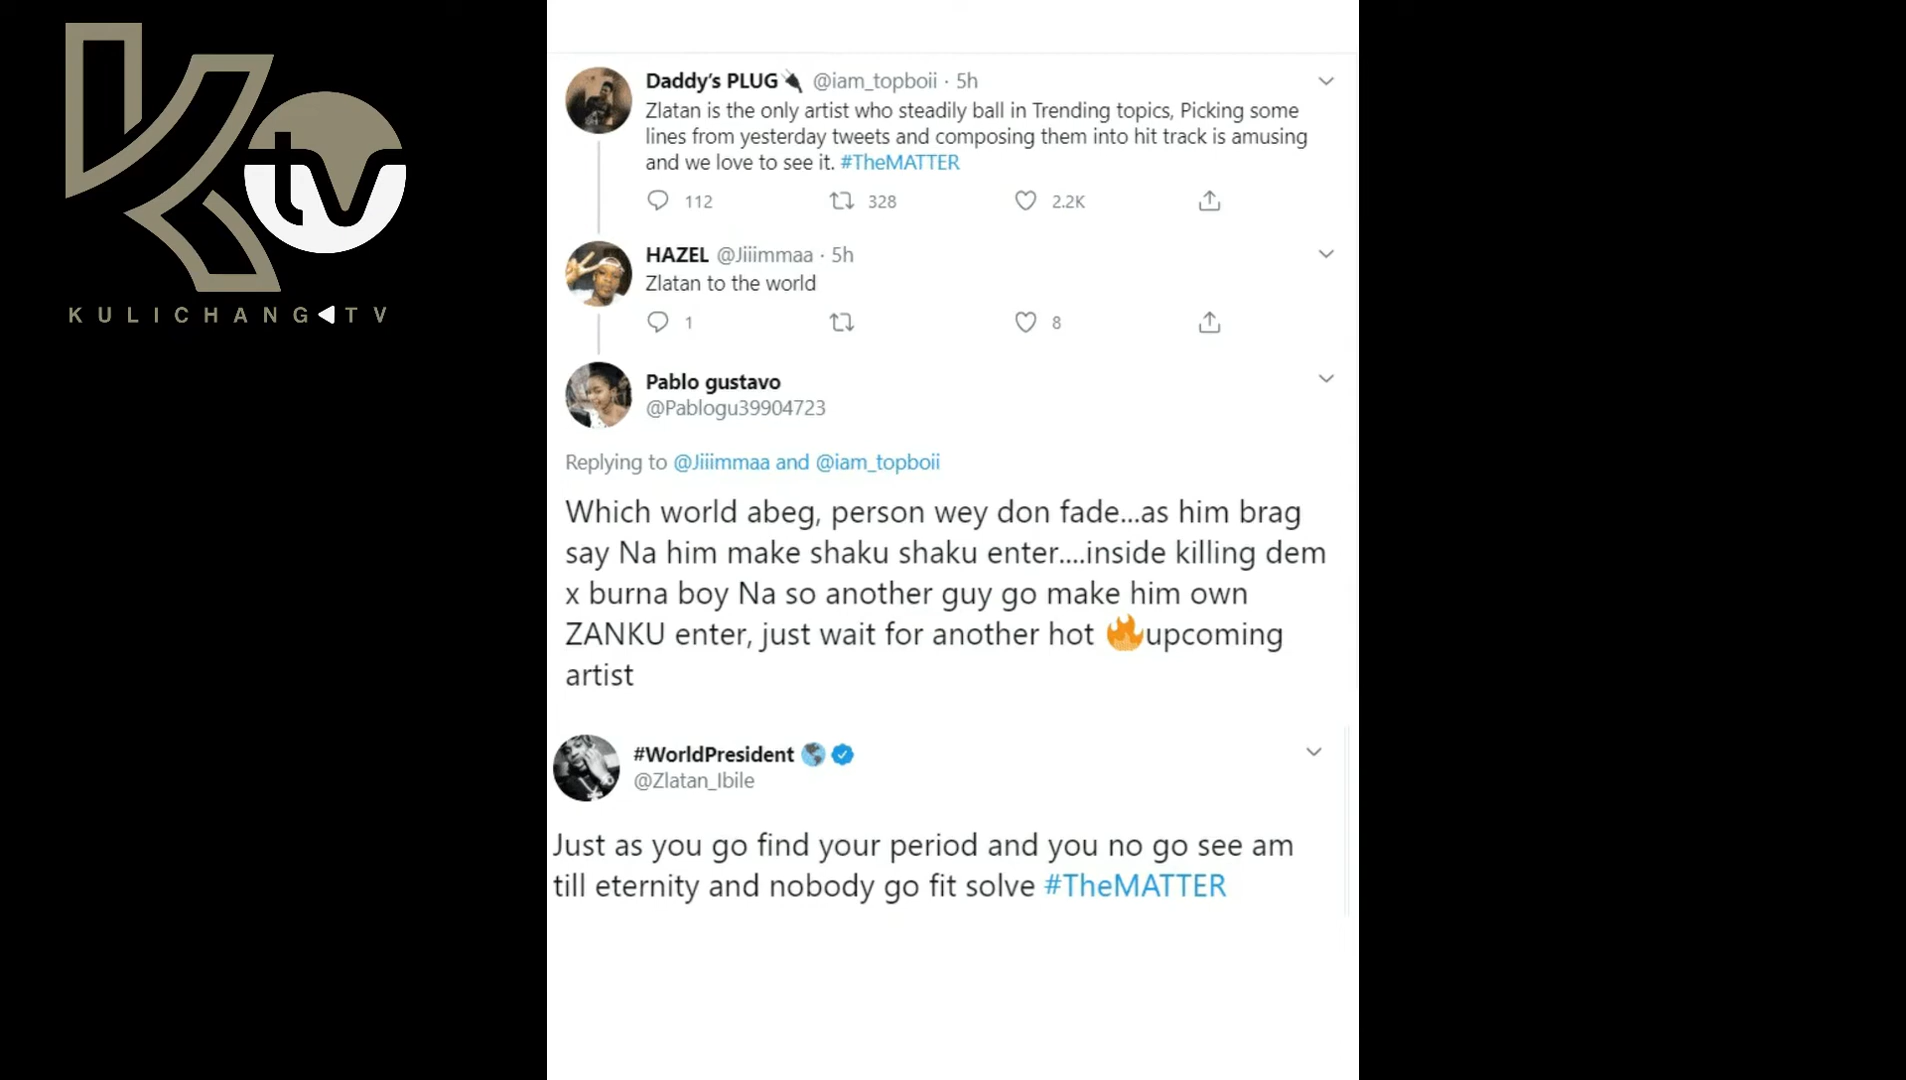 tv
KULICHANG TV
Daddy's PLUG @iam_topboii · 5h
Zlatan is the only artist who steadily ball in Trending topics, Picking some
lines from yesterday tweets and composing them into hit track is amusing
and we love to see it. #TheMATTER
112 328 2.2K
HAZEL @Jiiimmaa · 5h
Zlatan to the world
1 8
Pablo gustavo
@Pablogu39904723
Replying to @Jiiimmaa and @iam_topboii
Which world abeg, person wey don fade...as him brag
say Na him make shaku shaku enter....inside killing dem
x burna boy Na so another guy go make him own
ZANKU enter, just wait for another hot 🔥upcoming
artist
#WorldPresident 🌎
@Zlatan_Ibile
Just as you go find your period and you no go see am
till eternity and nobody go fit solve #TheMATTER